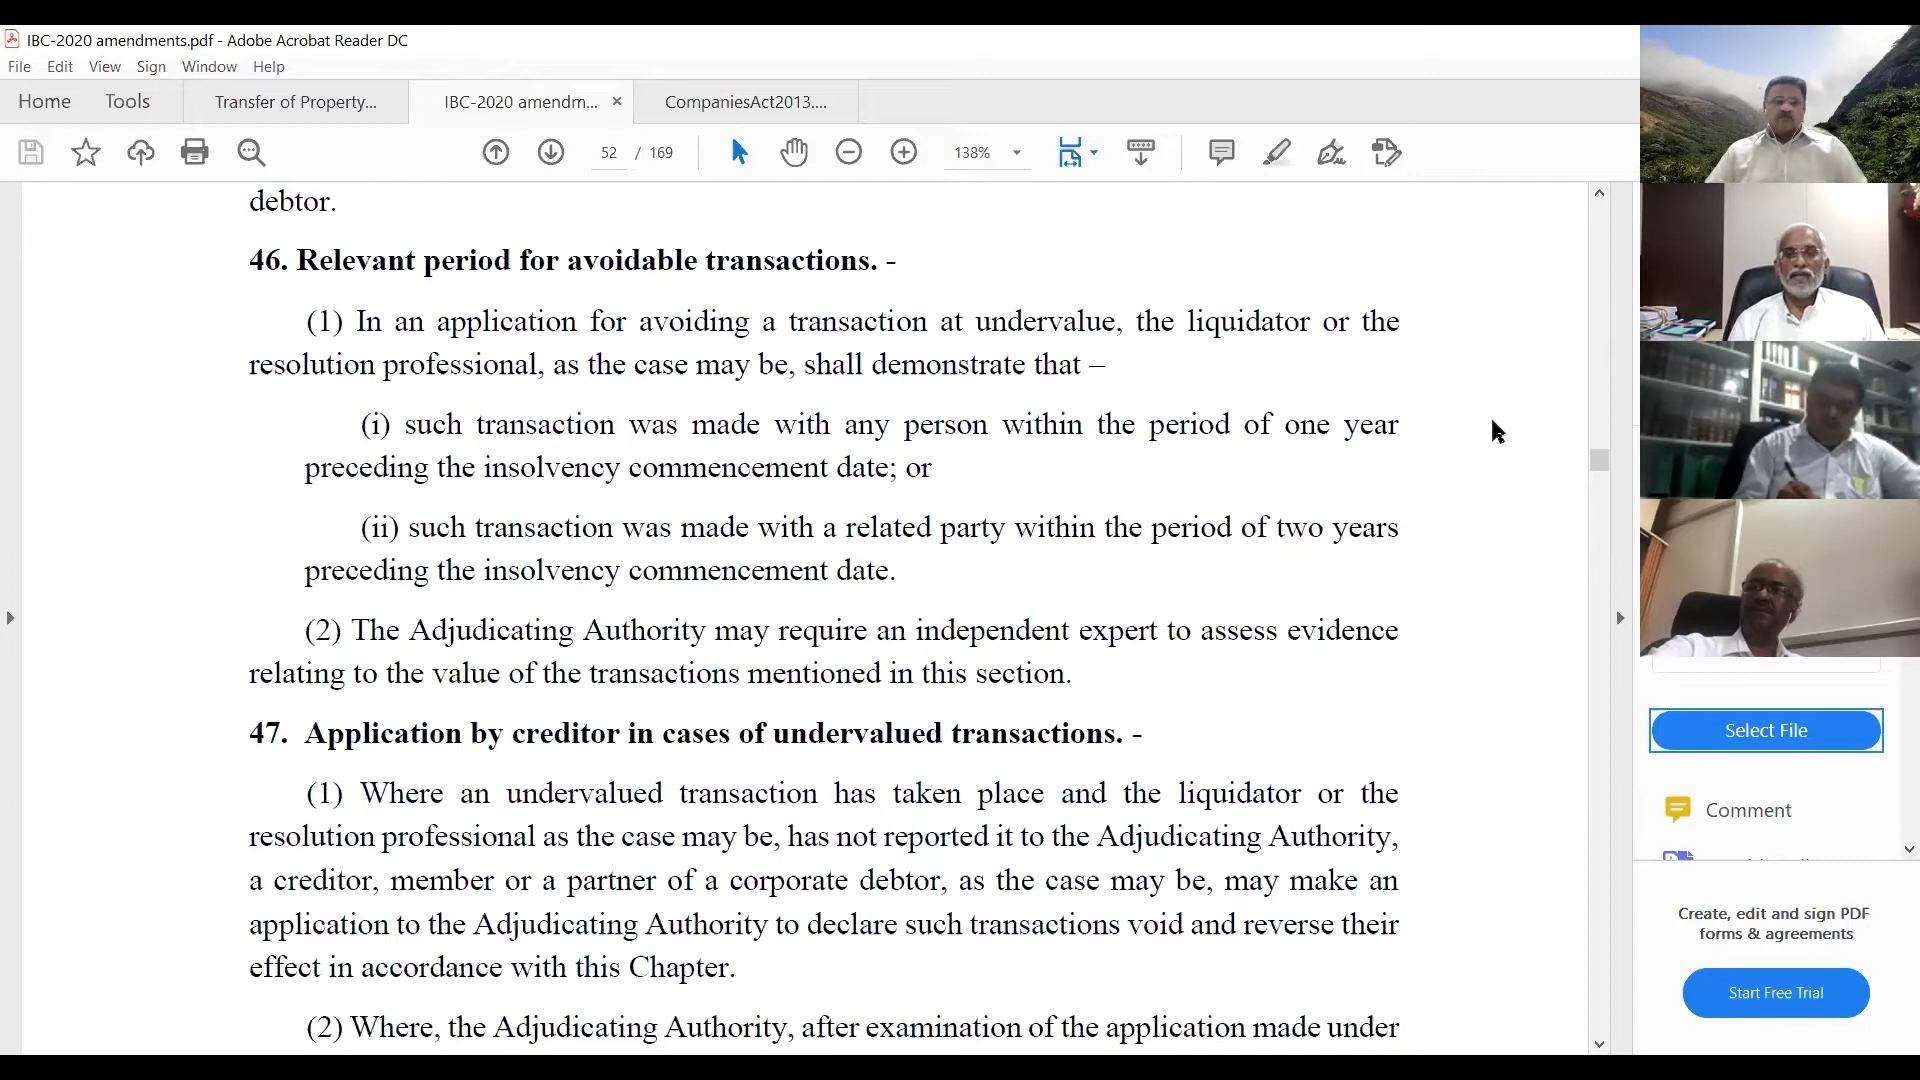 IBC-2020 amendments.pdf - Adobe Acrobat Reader DC
File Edit View Sign Window Help
Home Tools Transfer of Property... IBC-2020 amendm... × CompaniesAct2013....
52 / 169 138%
debtor.
46. Relevant period for avoidable transactions. -
(1) In an application for avoiding a transaction at undervalue, the liquidator or the
resolution professional, as the case may be, shall demonstrate that –
(i) such transaction was made with any person within the period of one year
preceding the insolvency commencement date; or
(ii) such transaction was made with a related party within the period of two years
preceding the insolvency commencement date.
(2) The Adjudicating Authority may require an independent expert to assess evidence
relating to the value of the transactions mentioned in this section.
47. Application by creditor in cases of undervalued transactions. -
(1) Where an undervalued transaction has taken place and the liquidator or the
resolution professional as the case may be, has not reported it to the Adjudicating Authority,
a creditor, member or a partner of a corporate debtor, as the case may be, may make an
application to the Adjudicating Authority to declare such transactions void and reverse their
effect in accordance with this Chapter.
(2) Where, the Adjudicating Authority, after examination of the application made under
Select File
Comment
Create, edit and sign PDF
forms & agreements
Start Free Trial